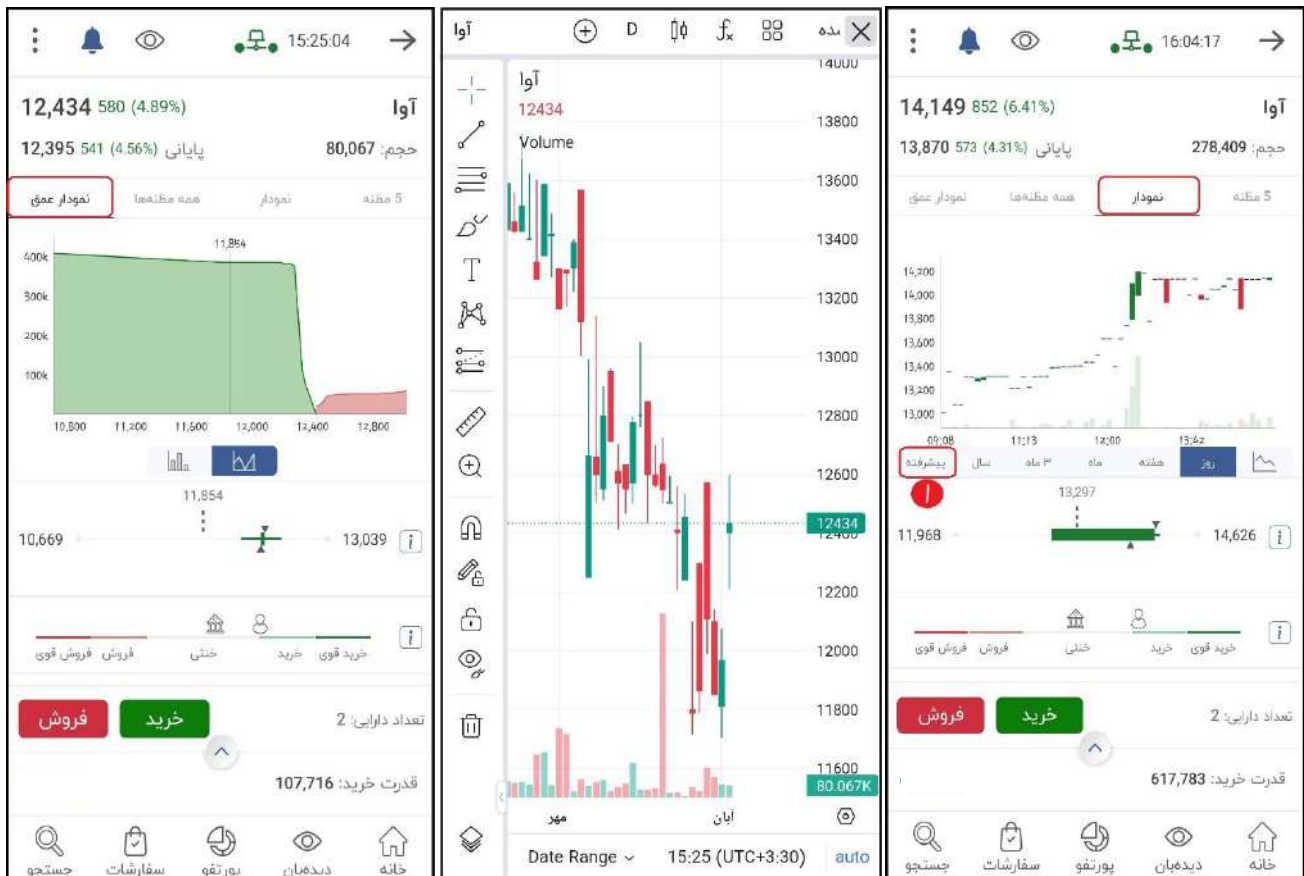 15:25:04
آوا
12,434 580 (4.89%)
حجم: 80,067
پایانی 12,395 541 (4.56%)
5 مظنه نمودار همه مظنه‌ها نمودار عمق
11,854
400k
300k
200k
100k
10,800 11,200 11,600 12,000 12,400 12,800
11,854
10,669 13,039
i
فروش قوی فروش خنثی خرید خرید قوی
i
تعداد دارایی: 2
خرید فروش
قدرت خرید: 107,716
خانه دیده‌بان پورتفو سفارشات جستجو
آوا D fx
آوا
12434
Volume
14000
13800
13600
13400
13200
13000
12800
12600
12434
12400
12200
12000
11800
11600
80.067K
مهر آبان
Date Range 15:25 (UTC+3:30) auto
16:04:17
آوا
14,149 852 (6.41%)
حجم: 278,409
پایانی 13,870 573 (4.31%)
5 مظنه نمودار همه مظنه‌ها نمودار عمق
14,200
14,000
13,800
13,600
13,400
13,200
13,000
09:08 11:13 12:00 13:42
روز هفته ماه ۳ ماه سال پیشرفته
۱
13,297
11,968 14,626
i
فروش قوی فروش خنثی خرید خرید قوی
i
تعداد دارایی: 2
خرید فروش
قدرت خرید: 617,783
خانه دیده‌بان پورتفو سفارشات جستجو